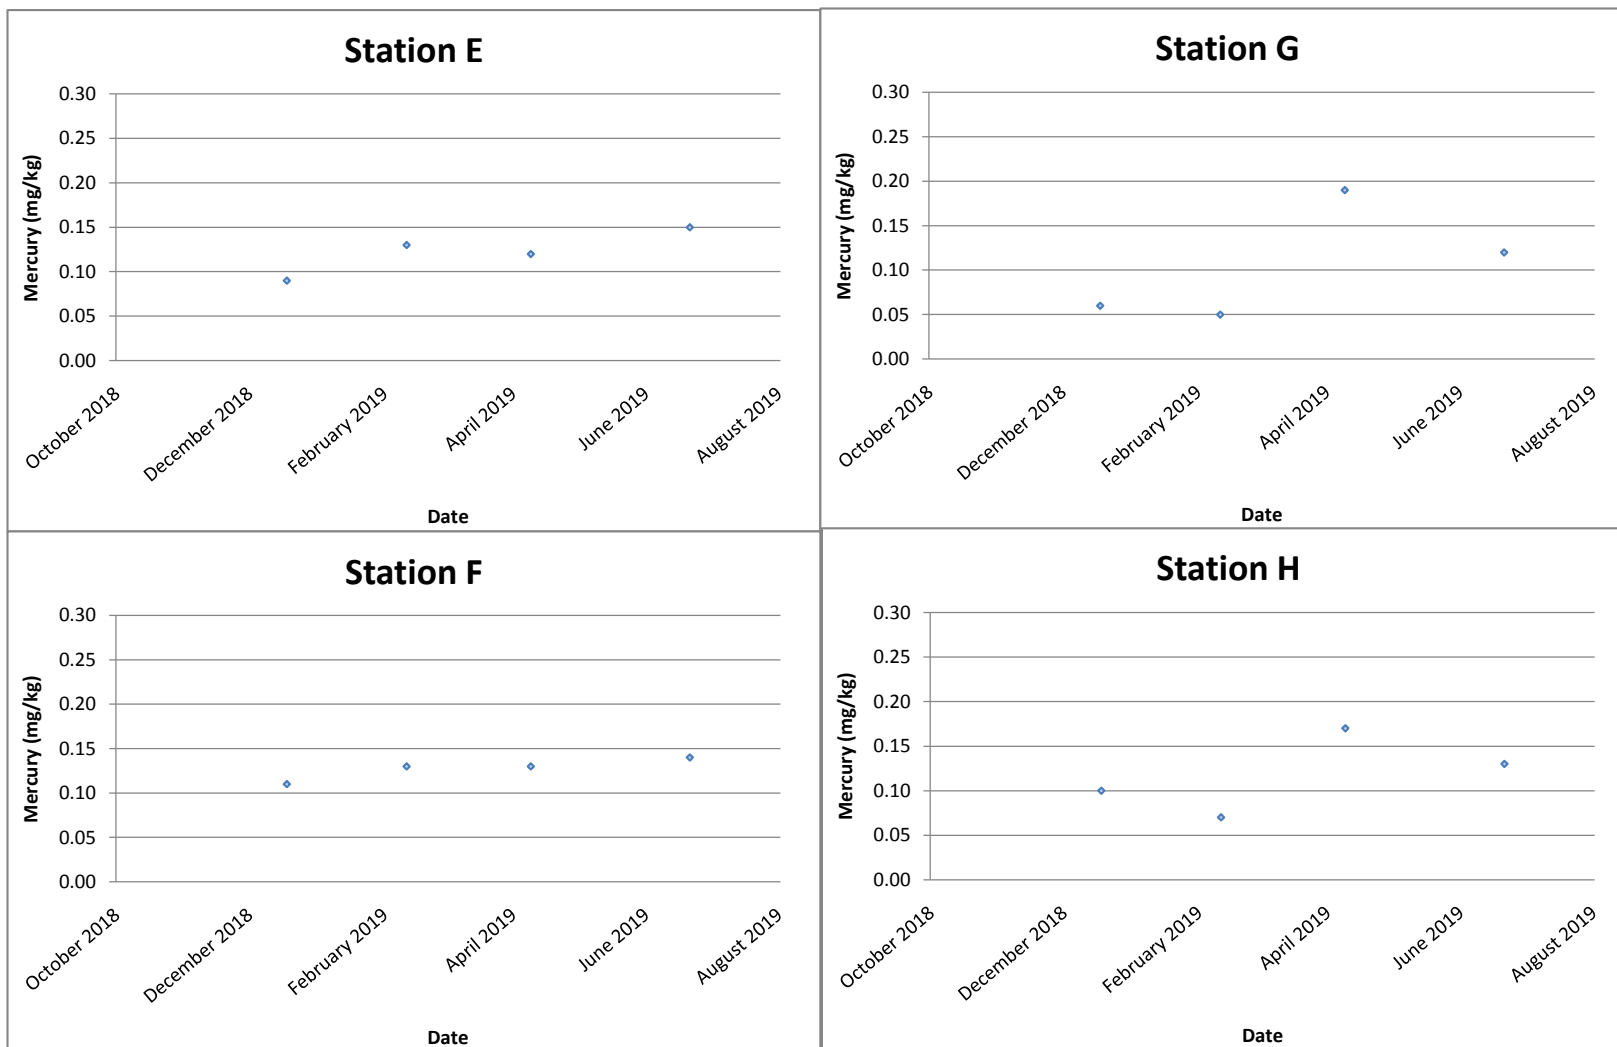 Station E
0.30
0.25
0.20
0.15
0.10
0.05
0.00
Mercury (mg/kg)
October 2018
December 2018
February 2019
April 2019
June 2019
August 2019
Date
Station G
0.30
0.25
0.20
0.15
0.10
0.05
0.00
Mercury (mg/kg)
October 2018
December 2018
February 2019
April 2019
June 2019
August 2019
Date
Station F
0.30
0.25
0.20
0.15
0.10
0.05
0.00
Mercury (mg/kg)
October 2018
December 2018
February 2019
April 2019
June 2019
August 2019
Date
Station H
0.30
0.25
0.20
0.15
0.10
0.05
0.00
Mercury (mg/kg)
October 2018
December 2018
February 2019
April 2019
June 2019
August 2019
Date